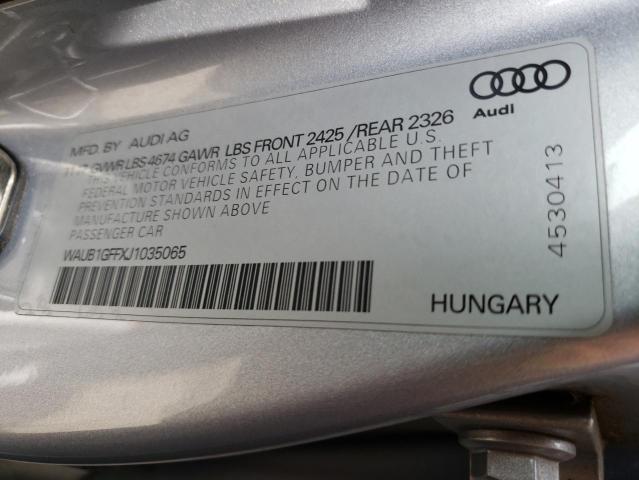 MFD. BY AUDI AG
11/17 GVWR LBS 4674 GAWR LBS FRONT 2425 /REAR 2326
THIS VEHICLE CONFORMS TO ALL APPLICABLE U.S.
FEDERAL MOTOR VEHICLE SAFETY, BUMPER AND THEFT
PREVENTION STANDARDS IN EFFECT ON THE DATE OF
MANUFACTURE SHOWN ABOVE
PASSENGER CAR
WAUB1GFFXJ1035065
Audi
4530413
HUNGARY